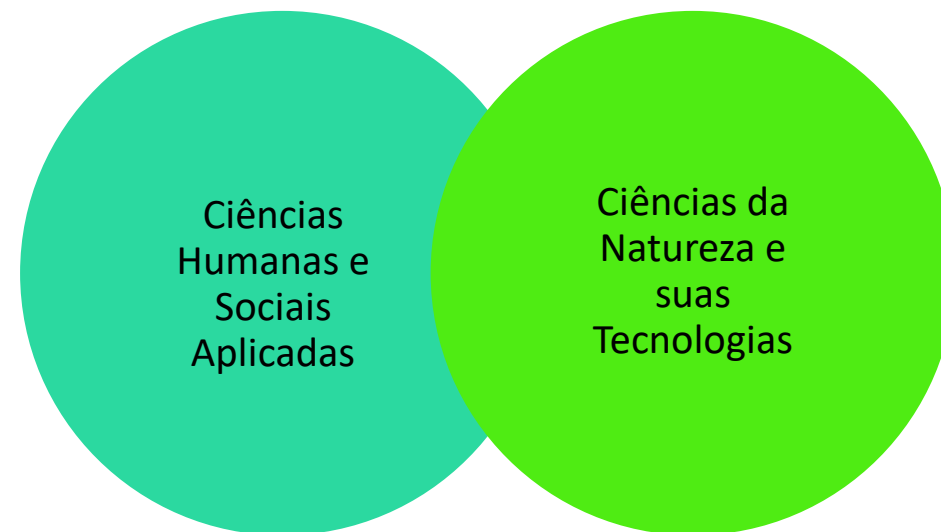 Ciências
Humanas e
Sociais
Aplicadas
Ciências da
Natureza e
suas
Tecnologias